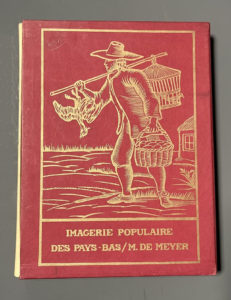 IMAGERIE POPULAIRE
DES PAYS-BAS/M. DE MEYER